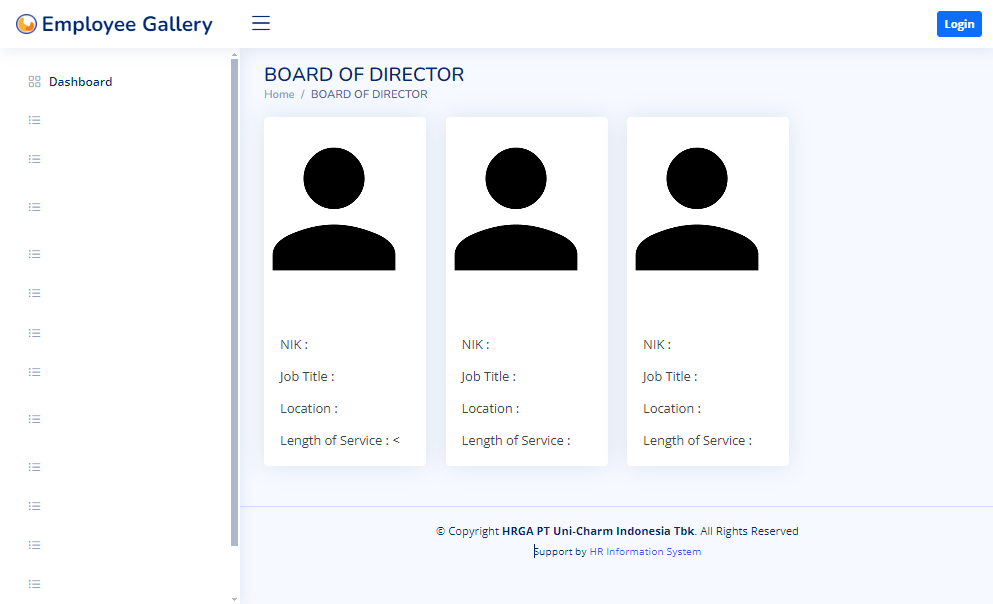 Employee Gallery
Login
Dashboard
BOARD OF DIRECTOR
Home / BOARD OF DIRECTOR
NIK :
Job Title :
Location :
Length of Service : <
NIK :
Job Title :
Location :
Length of Service :
NIK :
Job Title :
Location :
Length of Service :
© Copyright HRGA PT Uni-Charm Indonesia Tbk. All Rights Reserved
Support by HR Information System